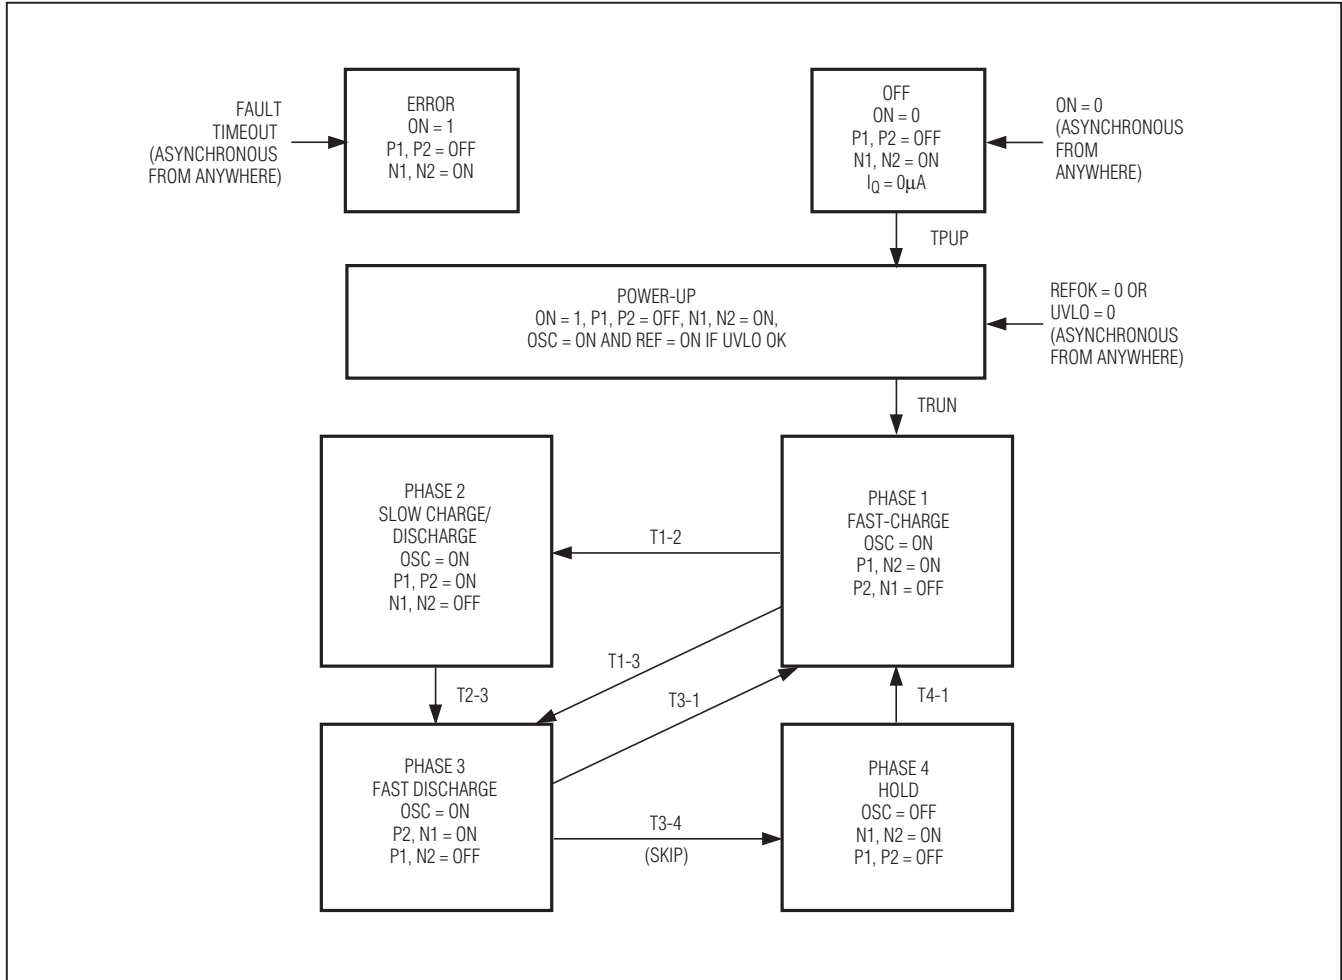 FAULT
TIMEOUT
(ASYNCHRONOUS
FROM ANYWHERE)
ERROR
ON = 1
P1, P2 = OFF
N1, N2 = ON
OFF
ON = 0
P1, P2 = OFF
N1, N2 = ON
IQ = 0μA
ON = 0
(ASYNCHRONOUS
FROM
ANYWHERE)
TPUP
POWER-UP
ON = 1, P1, P2 = OFF, N1, N2 = ON,
OSC = ON AND REF = ON IF UVLO OK
REFOK = 0 OR
UVLO = 0
(ASYNCHRONOUS
FROM ANYWHERE)
TRUN
PHASE 2
SLOW CHARGE/
DISCHARGE
OSC = ON
P1, P2 = ON
N1, N2 = OFF
T1-2
PHASE 1
FAST-CHARGE
OSC = ON
P1, N2 = ON
P2, N1 = OFF
T1-3
T2-3
T3-1
T4-1
PHASE 3
FAST DISCHARGE
OSC = ON
P2, N1 = ON
P1, N2 = OFF
T3-4
(SKIP)
PHASE 4
HOLD
OSC = OFF
N1, N2 = ON
P1, P2 = OFF